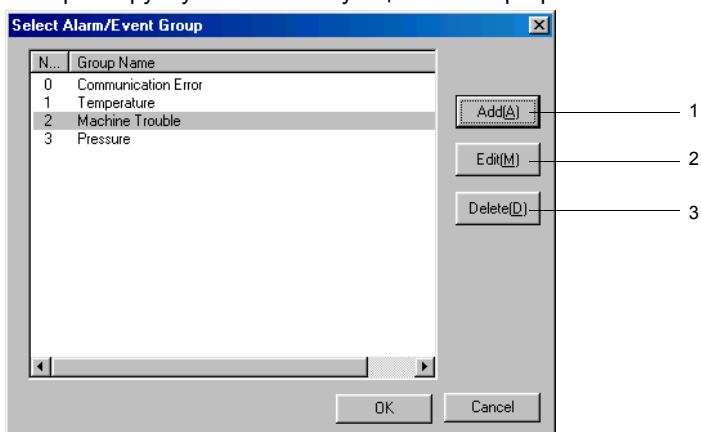 Select Alarm/Event Group
N... Group Name
0 Communication Error
1 Temperature
2 Machine Trouble
3 Pressure
Add(A) 1
Edit(M) 2
Delete(D) 3
OK Cancel